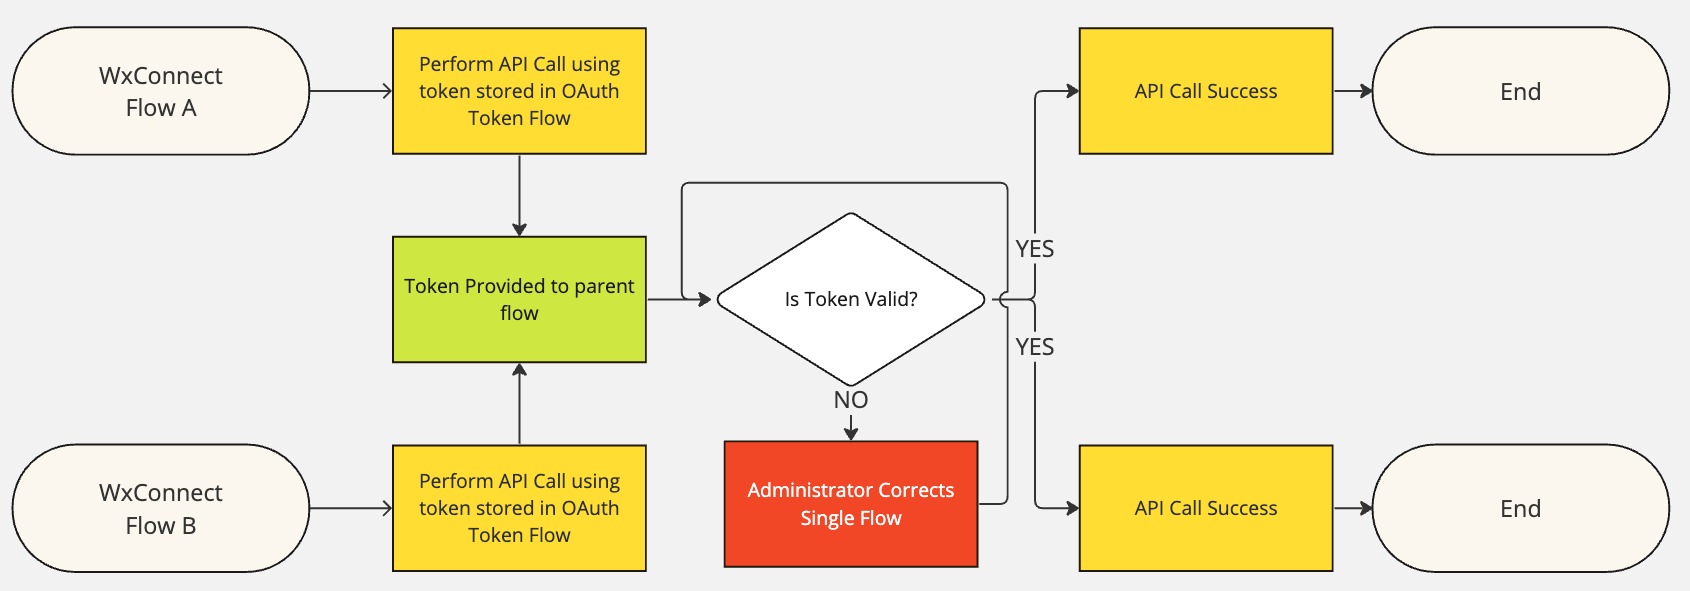 WxConnect
Flow A
Perform API Call using
token stored in OAuth
Token Flow
API Call Success
End
Token Provided to parent
flow
Is Token Valid?
YES
YES
NO
WxConnect
Flow B
Perform API Call using
token stored in OAuth
Token Flow
Administrator Corrects
Single Flow
API Call Success
End